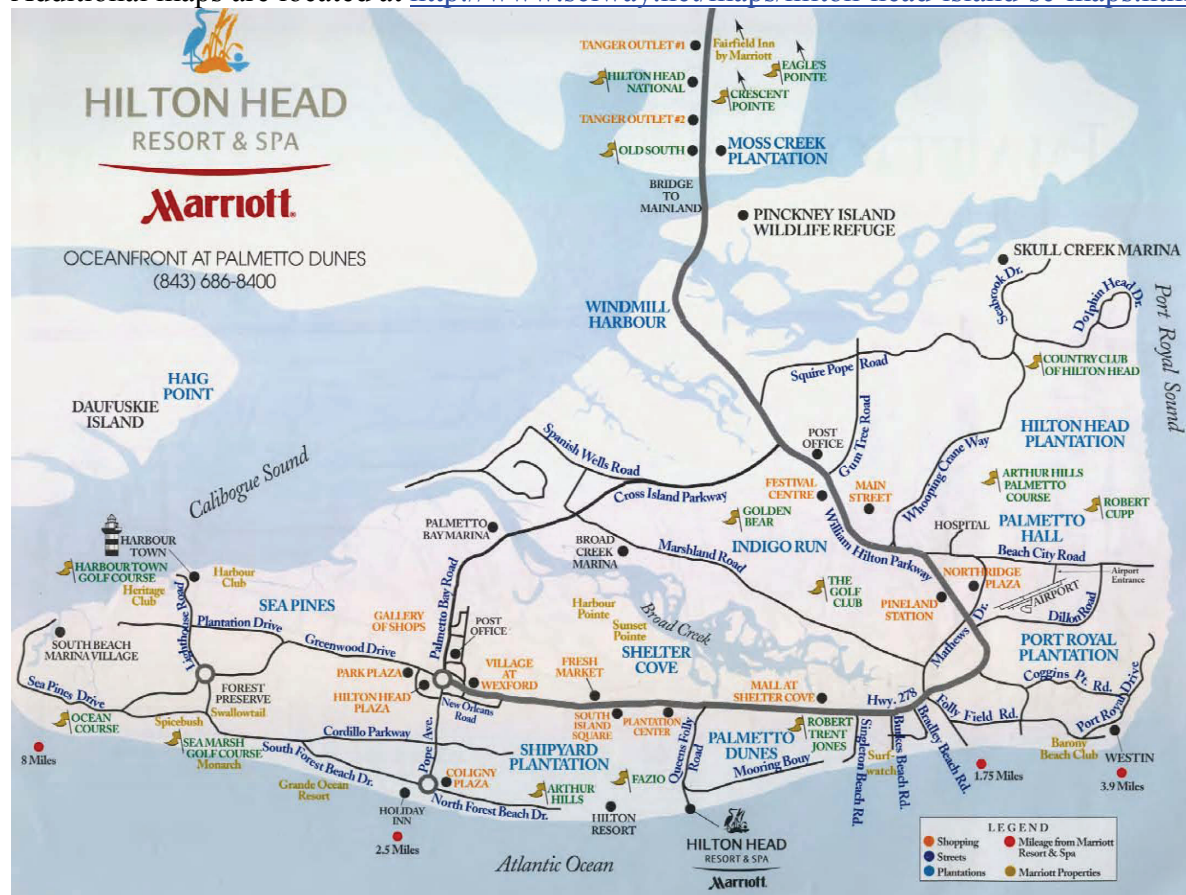 Additional maps are located at
HILTON HEAD
RESORT & SPA
Marriott
OCEANFRONT AT PALMETTO DUNES
(843) 686-8400
TANGER OUTLET #1
Fairfield Inn
by Marriott
EAGLE'S
POINTE
HILTON HEAD
NATIONAL
CRESCENT
POINTE
TANGER OUTLET #2
OLD SOUTH
MOSS CREEK
PLANTATION
BRIDGE
TO
MAINLAND
PINCKNEY ISLAND
WILDLIFE REFUGE
SKULL CREEK MARINA
Seabrook Dr.
Dolphin Head Dr.
Port Royal Sound
WINDMILL
HARBOUR
Squire Pope Road
COUNTRY CLUB
OF HILTON HEAD
HAIG
POINT
DAUFUSKIE
ISLAND
Calibogue Sound
Spanish Wells Road
POST
OFFICE
Gum Tree Road
HILTON HEAD
PLANTATION
Whooping Crane Way
Cross Island Parkway
FESTIVAL
CENTRE
MAIN
STREET
ARTHUR HILLS
PALMETTO
COURSE
ROBERT
CUPP
GOLDEN
BEAR
William Hilton Parkway
HOSPITAL
PALMETTO
HALL
PALMETTO
BAY MARINA
BROAD
CREEK
MARINA
Marshland Road
INDIGO RUN
Beach City Road
HARBOUR
TOWN
HARBOUR TOWN
GOLF COURSE
Heritage
Club
Harbour
Club
THE
GOLF
CLUB
NORTHRIDGE
PLAZA
PINELAND
STATION
AIRPORT
Airport
Entrance
Dillon Road
Mathews Dr.
SEA PINES
Palmetto Bay Road
GALLERY
OF SHOPS
POST
OFFICE
Harbour
Pointe
Sunset
Pointe
Broad Creek
SHELTER
COVE
PORT ROYAL
PLANTATION
Lighthouse Road
Plantation Drive
Greenwood Drive
SOUTH BEACH
MARINA VILLAGE
PARK PLAZA
HILTON HEAD
PLAZA
VILLAGE
AT
WEXFORD
FRESH
MARKET
MALL AT
SHELTER COVE
Hwy. 278
Coggins Pt. Rd.
Port Royal Drive
Sea Pines Drive
FOREST
PRESERVE
New Orleans
Road
SOUTH
ISLAND
SQUARE
PLANTATION
CENTER
Folly Field Rd.
OCEAN
COURSE
Spicebush
Swallowtail
SEA MARSH
GOLF COURSE
Monarch
Cordillo Parkway
Pope Ave.
SHIPYARD
PLANTATION
Queens Folly
Road
PALMETTO
DUNES
ROBERT
TRENT
JONES
Mooring Bouy
Singleton Beach Rd.
Surf-
watch
Burkes Beach Rd.
Bradley Beach Rd.
Barony
Beach Club
WESTIN
8 Miles
South Forest Beach Dr.
Grande Ocean
Resort
COLIGNY
PLAZA
HOLIDAY
INN
North Forest Beach Dr.
ARTHUR
HILLS
FAZIO
HILTON
RESORT
1.75 Miles
3.9 Miles
2.5 Miles
Atlantic Ocean
HILTON HEAD
RESORT & SPA
Marriott
LEGEND
Shopping
Streets
Plantations
Mileage from Marriott
Resort & Spa
Marriott Properties